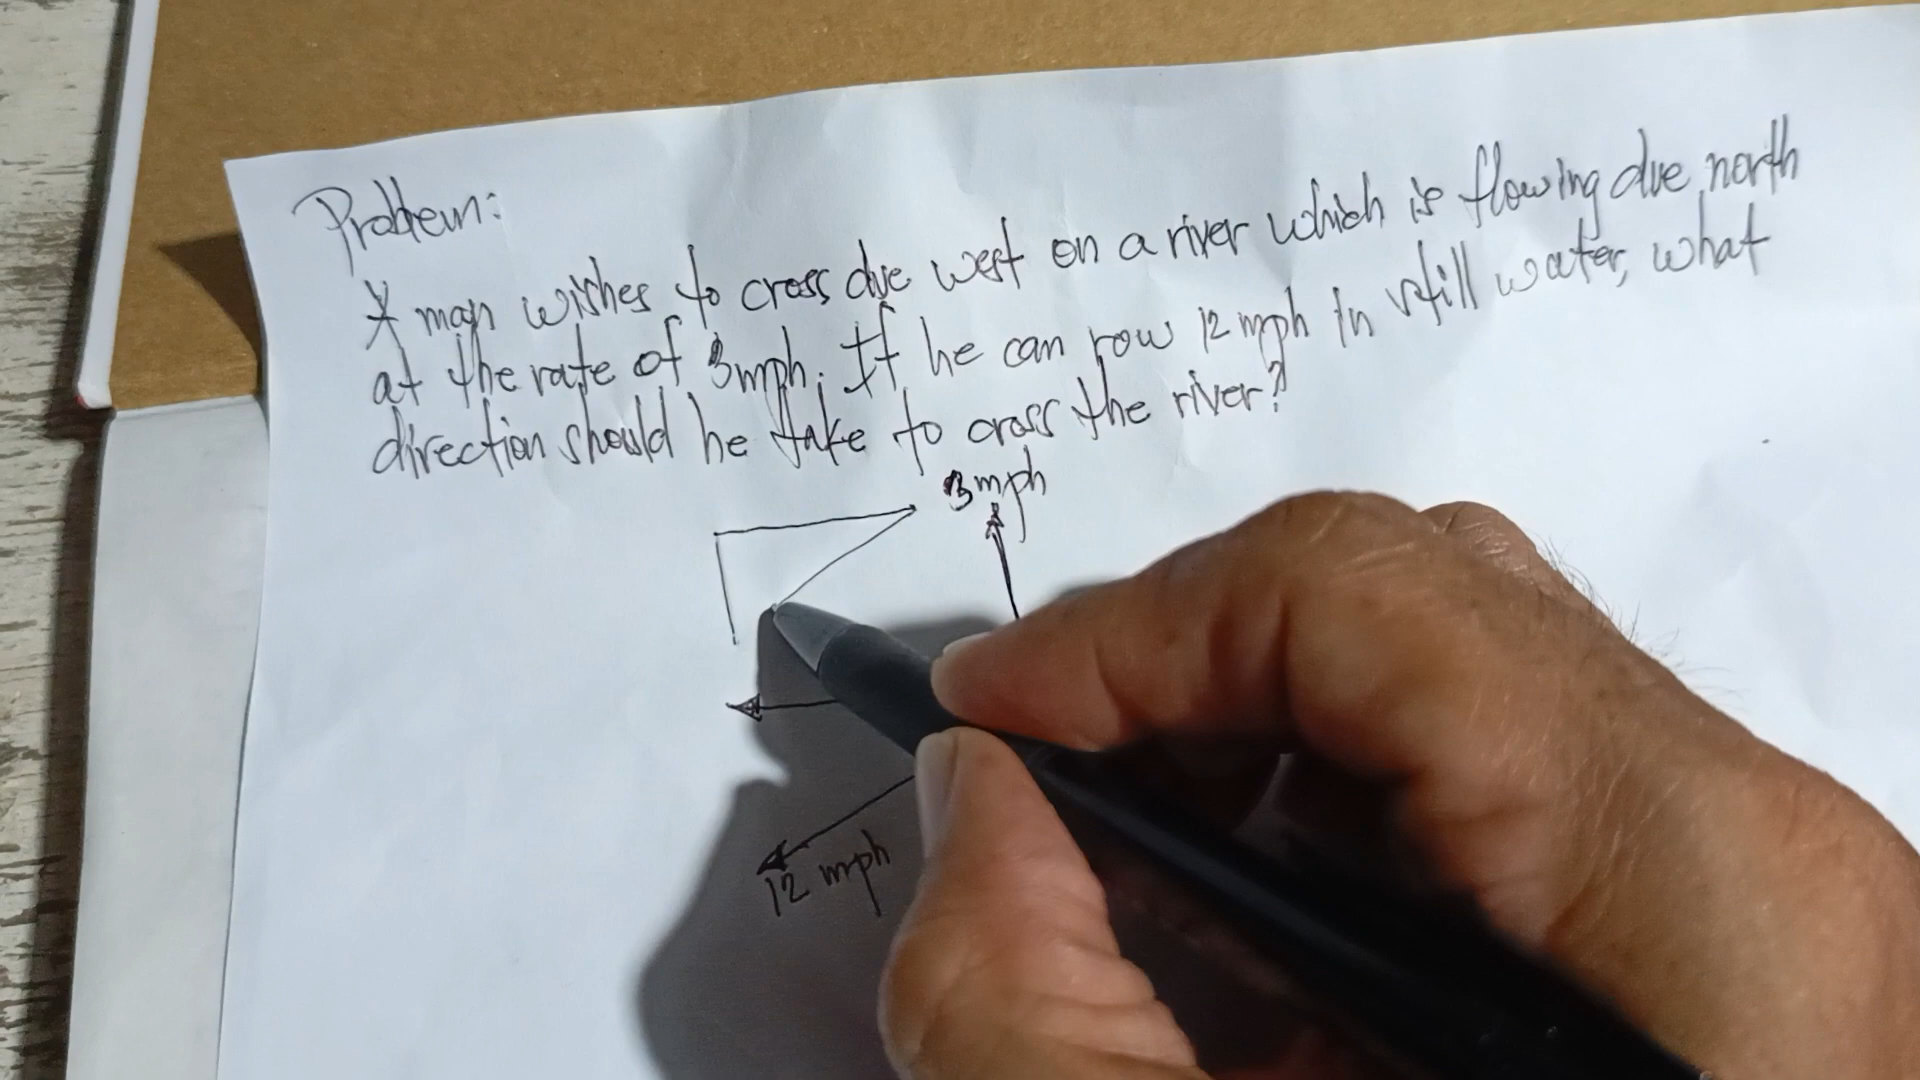 Problem:
A man wishes to cross due west on a river which is flowing due north
at the rate of 3mph. If he can row 12 mph in still water, what
direction should he take to cross the river?
3mph
12 mph